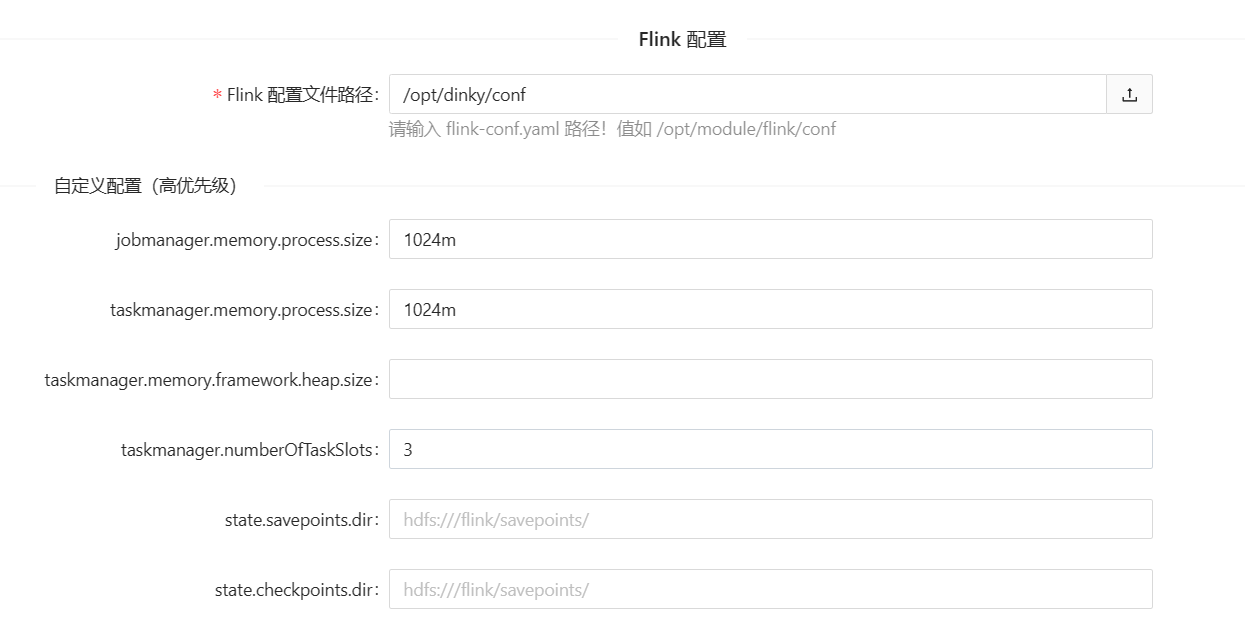 Flink 配置
* Flink 配置文件路径：
/opt/dinky/conf
请输入 flink-conf.yaml 路径！值如 /opt/module/flink/conf
自定义配置（高优先级）
jobmanager.memory.process.size：
1024m
taskmanager.memory.process.size：
1024m
taskmanager.memory.framework.heap.size：
taskmanager.numberOfTaskSlots：
3
state.savepoints.dir：
hdfs:///flink/savepoints/
state.checkpoints.dir：
hdfs:///flink/savepoints/